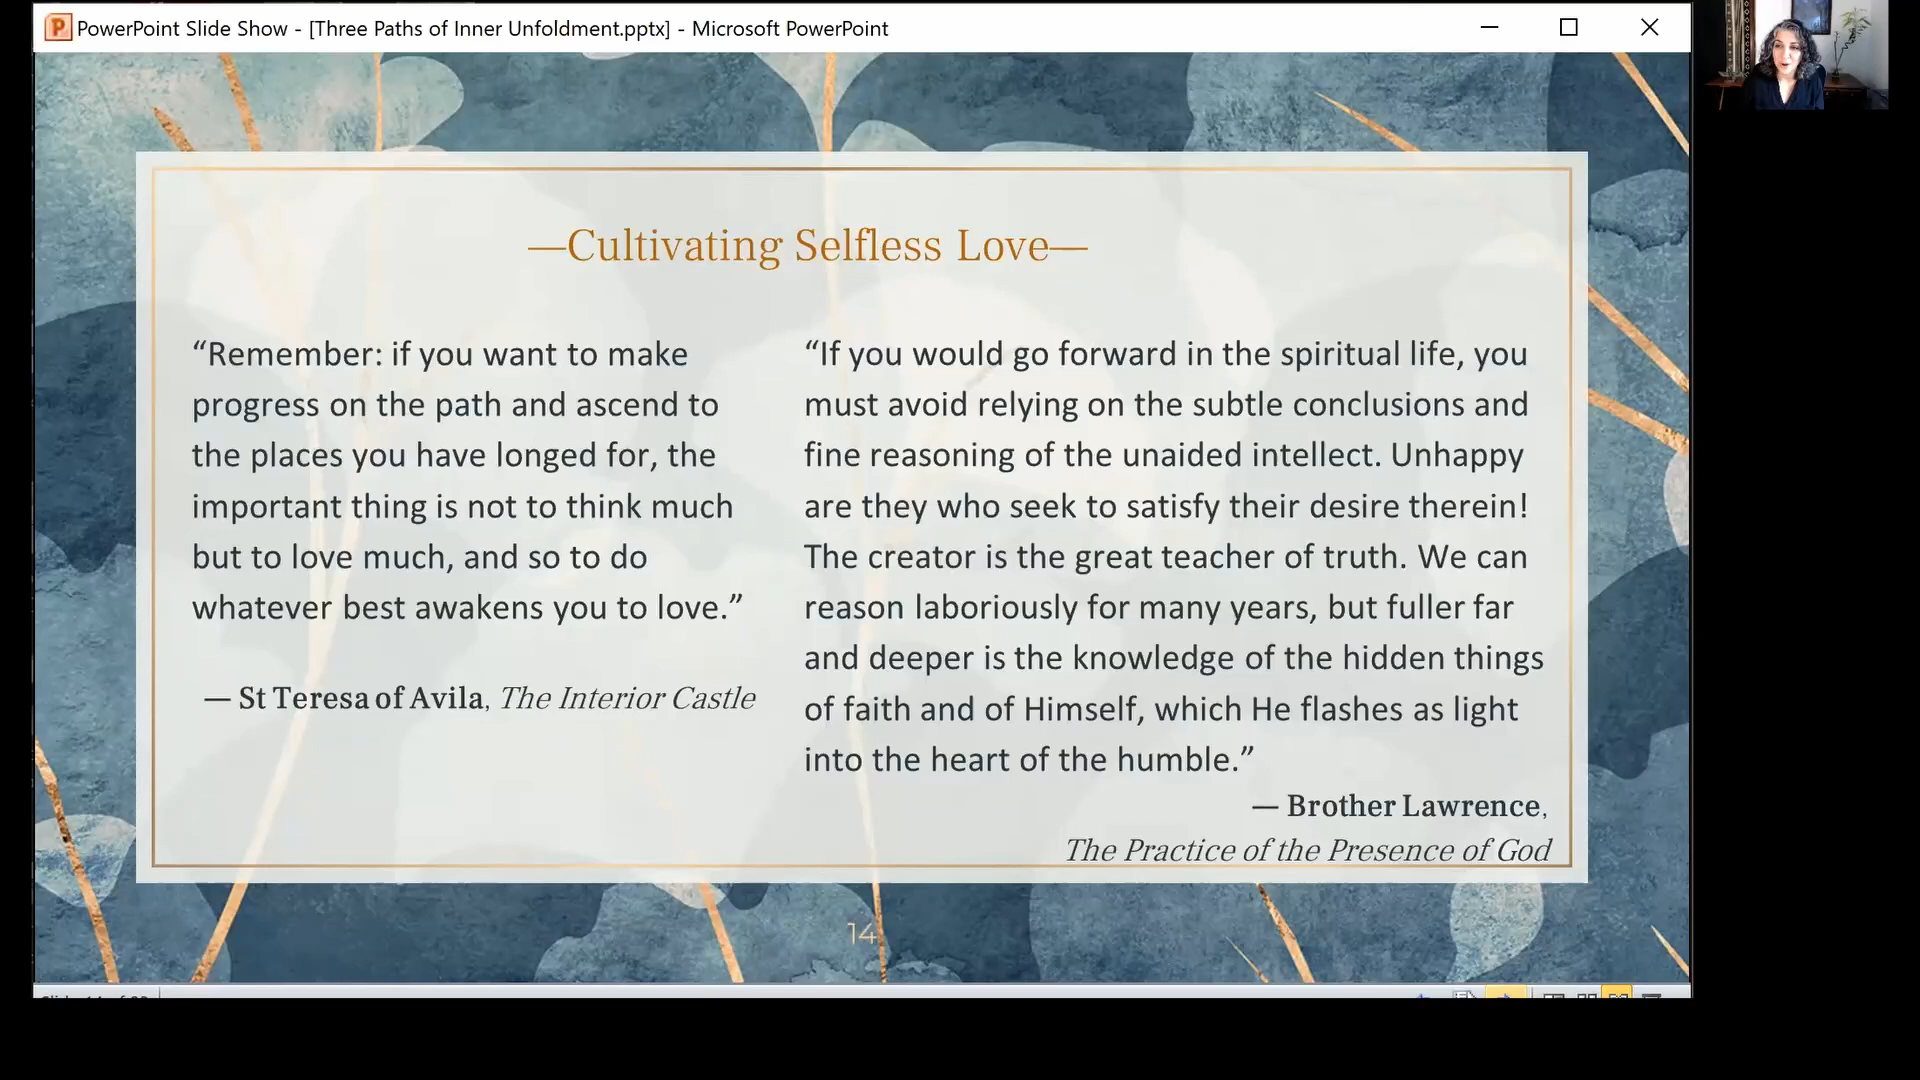 PowerPoint Slide Show - [Three Paths of Inner Unfoldment.pptx] - Microsoft PowerPoint
—Cultivating Selfless Love—
“Remember: if you want to make
progress on the path and ascend to
the places you have longed for, the
important thing is not to think much
but to love much, and so to do
whatever best awakens you to love.”
— St Teresa of Avila, The Interior Castle
“If you would go forward in the spiritual life, you
must avoid relying on the subtle conclusions and
fine reasoning of the unaided intellect. Unhappy
are they who seek to satisfy their desire therein!
The creator is the great teacher of truth. We can
reason laboriously for many years, but fuller far
and deeper is the knowledge of the hidden things
of faith and of Himself, which He flashes as light
into the heart of the humble.”
— Brother Lawrence,
The Practice of the Presence of God
14